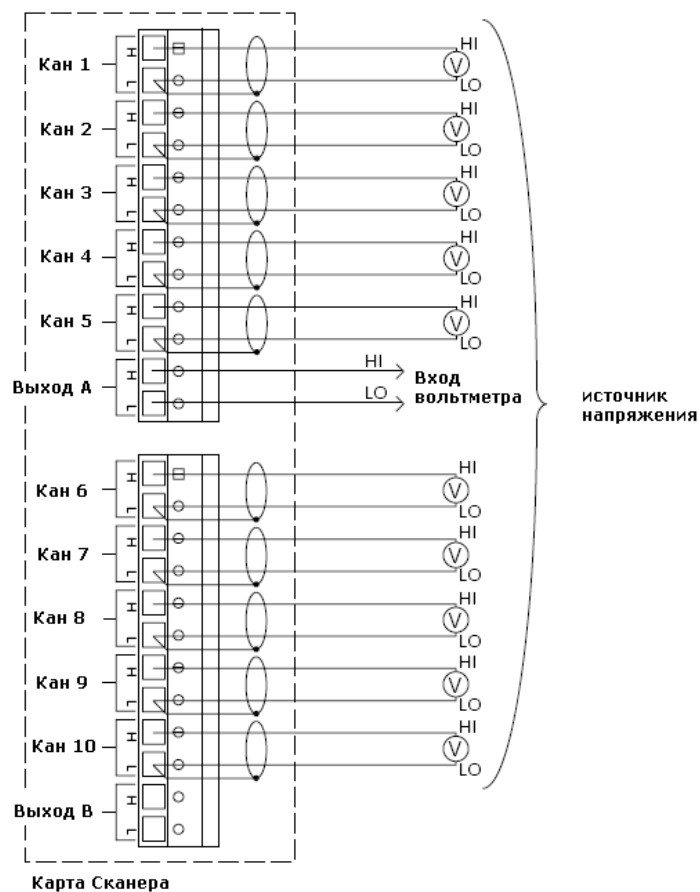 Кан 1
H
L
HI
V
LO
Кан 2
H
L
HI
V
LO
Кан 3
H
L
HI
V
LO
Кан 4
H
L
HI
V
LO
Кан 5
H
L
HI
V
LO
Выход А
H
L
HI
LO
Вход
вольтметра
источник
напряжения
Кан 6
H
L
HI
V
LO
Кан 7
H
L
HI
V
LO
Кан 8
H
L
HI
V
LO
Кан 9
H
L
HI
V
LO
Кан 10
H
L
HI
V
LO
Выход В
H
L
Карта Сканера